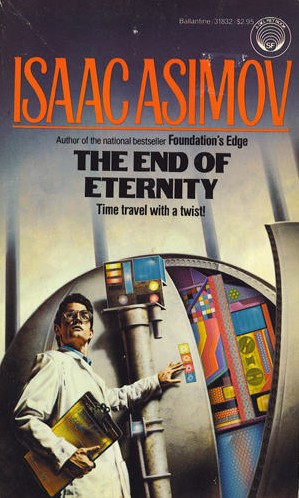 Ballantine/31832/$2.95
SF
ISAAC ASIMOV
Author of the national bestseller Foundation's Edge
THE END OF
ETERNITY
Time travel with a twist!